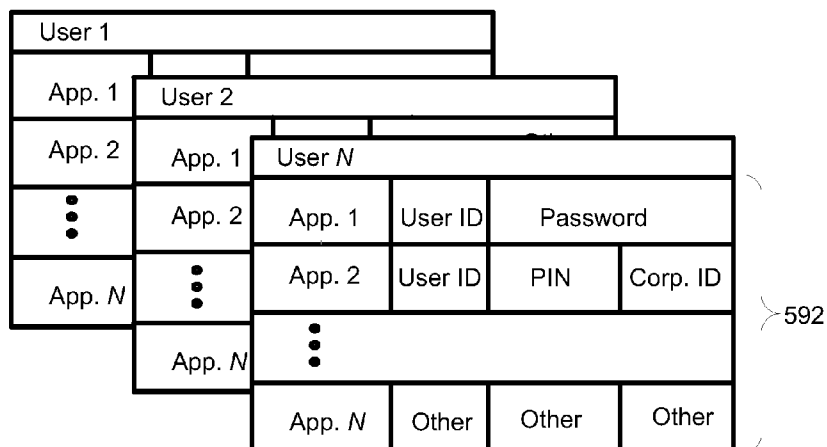 User 1
App. 1
App. 2
App. N
User 2
App. 1
App. 2
App. N
User N
App. 1 User ID Password
App. 2 User ID PIN Corp. ID
App. N Other Other Other
592